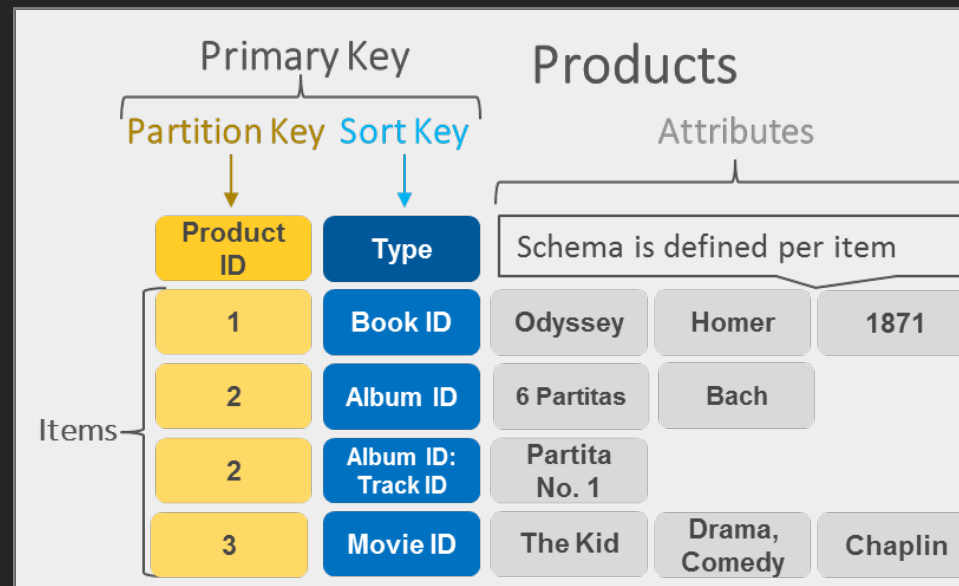 Primary Key
Products
Partition Key Sort Key
Attributes
Product
ID
Type
Schema is defined per item
1
Book ID
Odyssey
Homer
1871
2
Album ID
6 Partitas
Bach
Items
2
Album ID:
Track ID
Partita
No. 1
3
Movie ID
The Kid
Drama,
Comedy
Chaplin